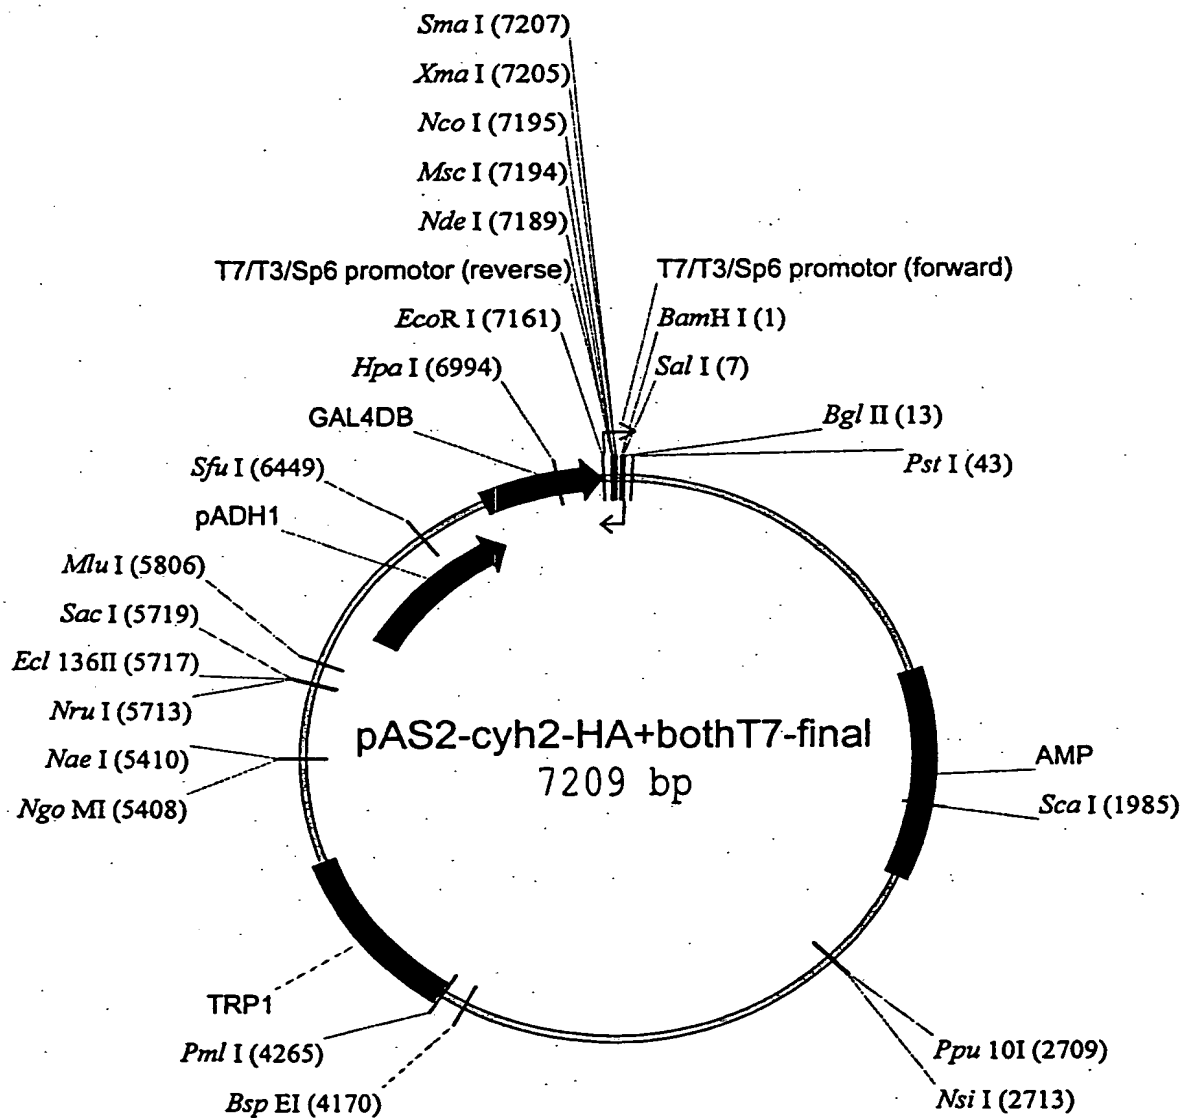 Sma I (7207)
Xma I (7205)
Nco I (7195)
Msc I (7194)
Nde I (7189)
T7/T3/Sp6 promotor (reverse)
T7/T3/Sp6 promotor (forward)
EcoR I (7161)
BamH I (1)
Hpa I (6994)
Sal I (7)
GAL4DB
Bgl II (13)
Sfu I (6449)
Pst I (43)
pADH1
Mlu I (5806)
Sac I (5719)
Ecl 136II (5717)
Nru I (5713)
pAS2-cyh2-HA+bothT7-final
7209 bp
Nae I (5410)
AMP
Ngo MI (5408)
Sca I (1985)
TRP1
Pml I (4265)
Ppu 10I (2709)
Bsp EI (4170)
Nsi I (2713)